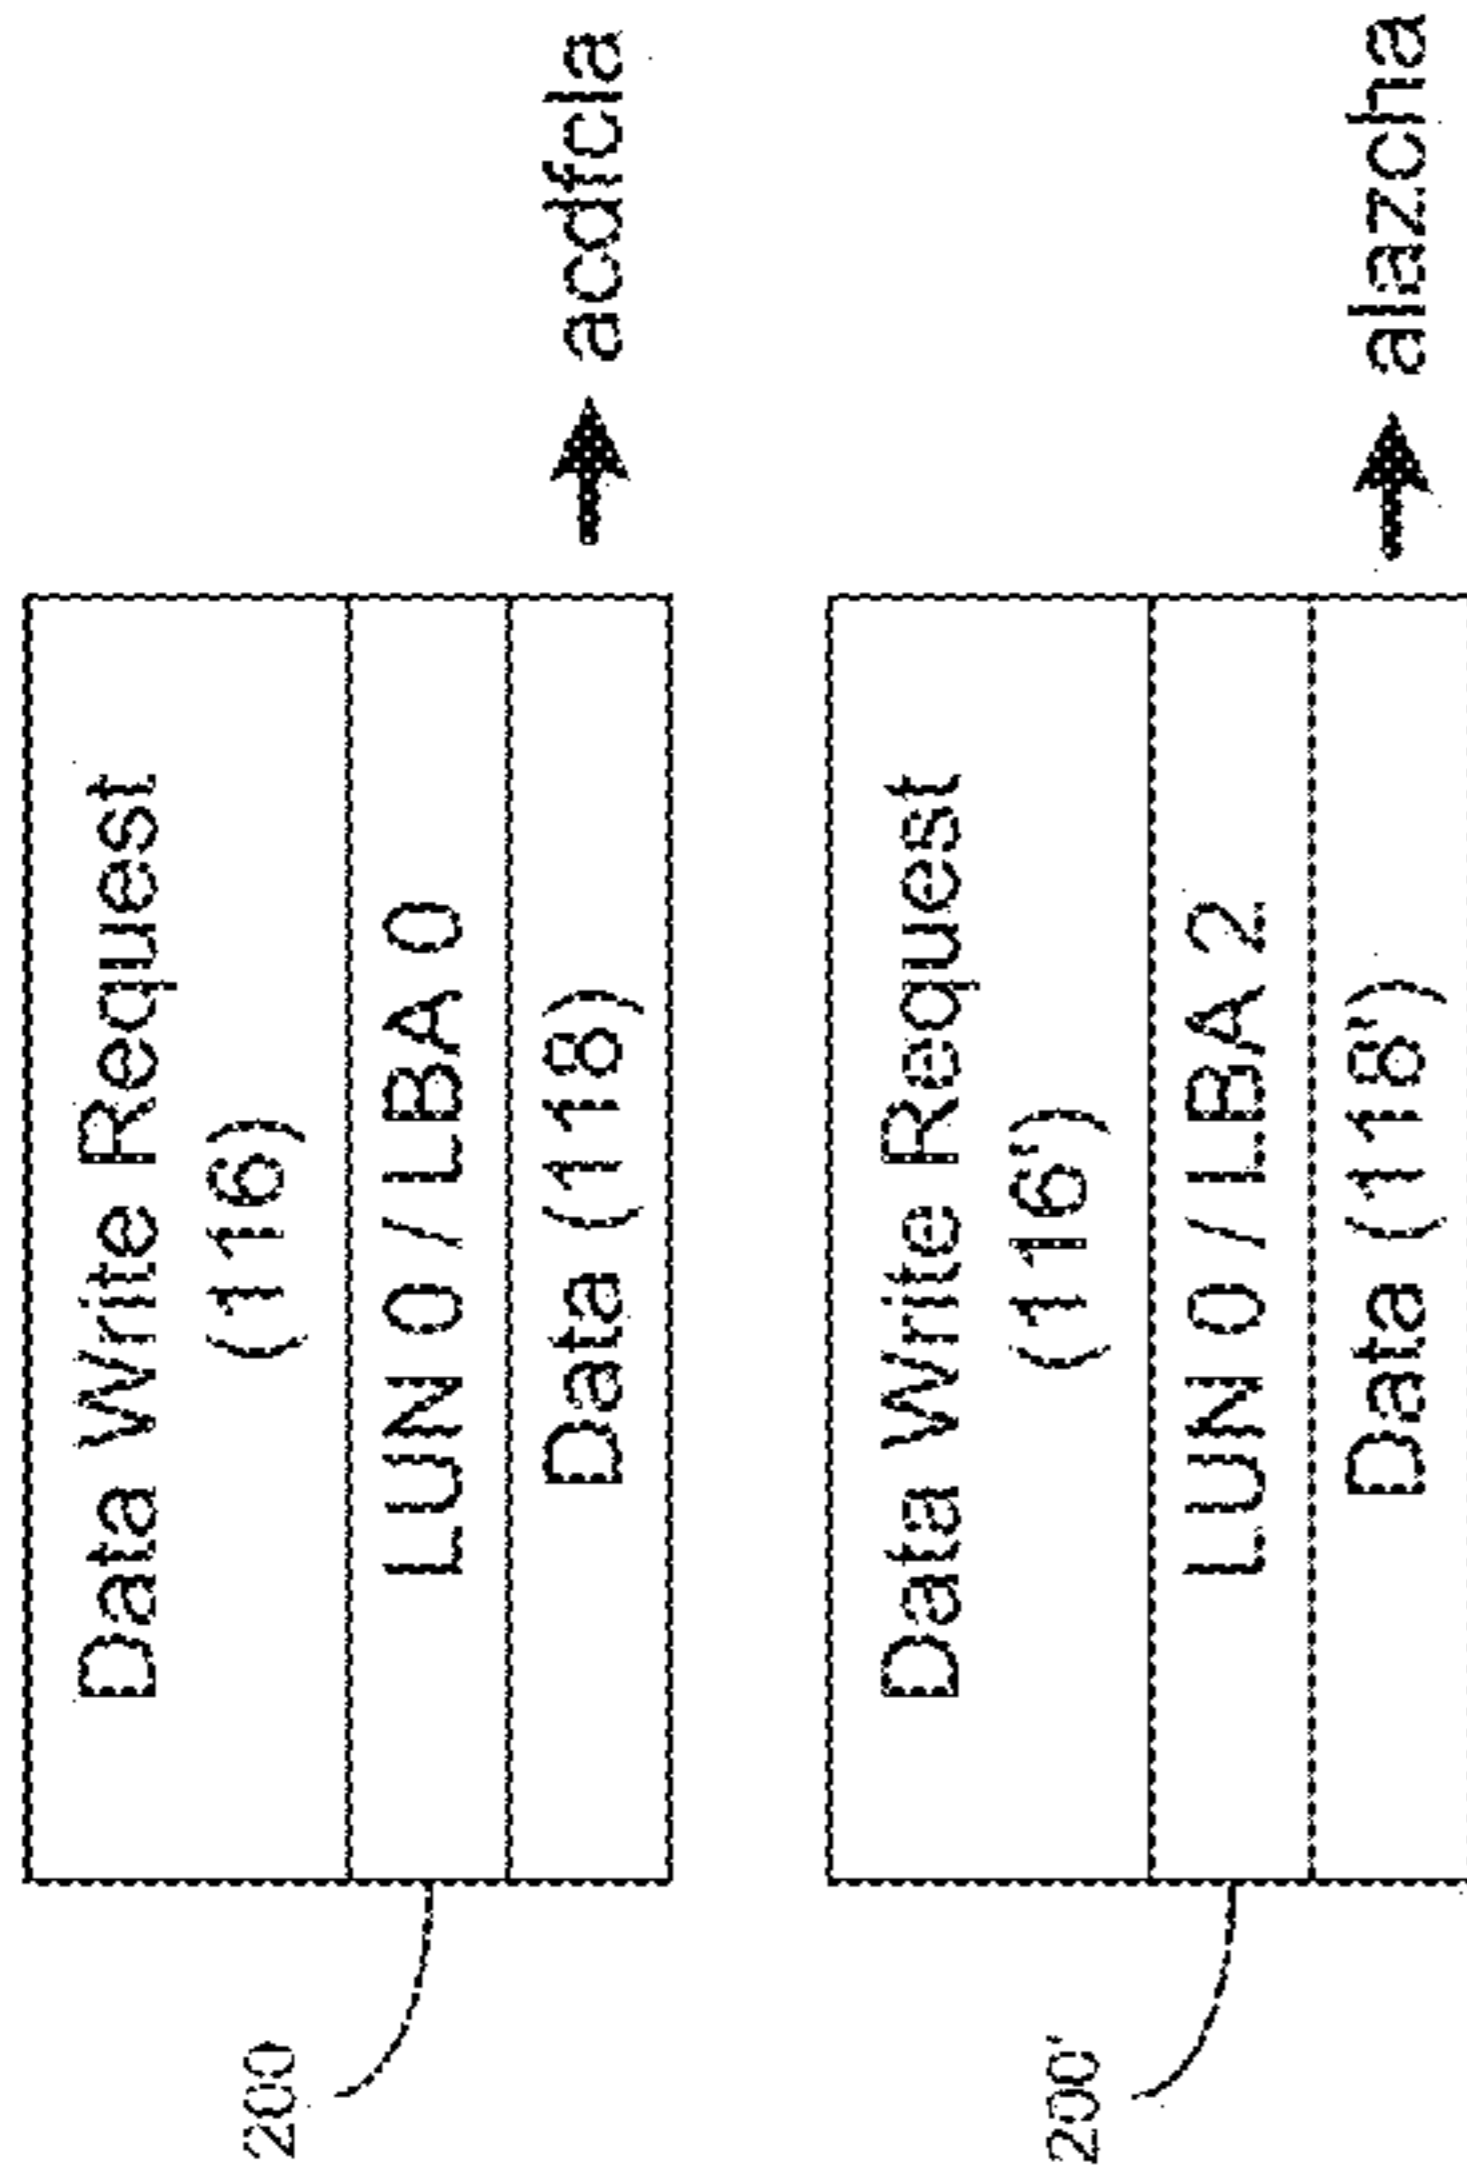 Data Write Request
(116)
LUN 0 / LBA 0
Data (118)
acdfcla
200
Data Write Request
(116')
LUN 0 / LBA 2
Data (118')
alazcha
200'